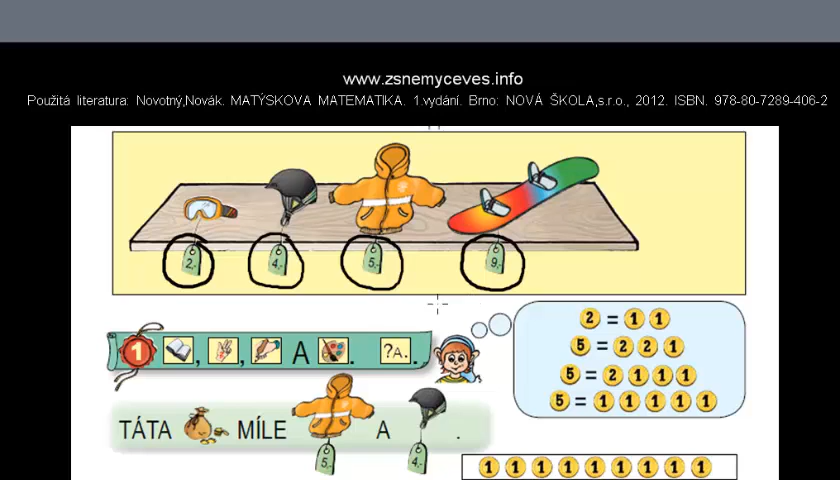 www.zsnemyceves.info
Použitá literatura: Novotný,Novák. MATÝSKOVA MATEMATIKA. 1.vydání. Brno: NOVÁ ŠKOLA,s.r.o., 2012. ISBN. 978-80-7289-406-2
2,- 4,- 5,- 9,-
2 = 1 1
5 = 2 2 1
5 = 2 1 1 1
5 = 1 1 1 1 1
1 , , A . ?A. ..
TÁTA MÍLE A .
5,- 4,-
1 1 1 1 1 1 1 1 1